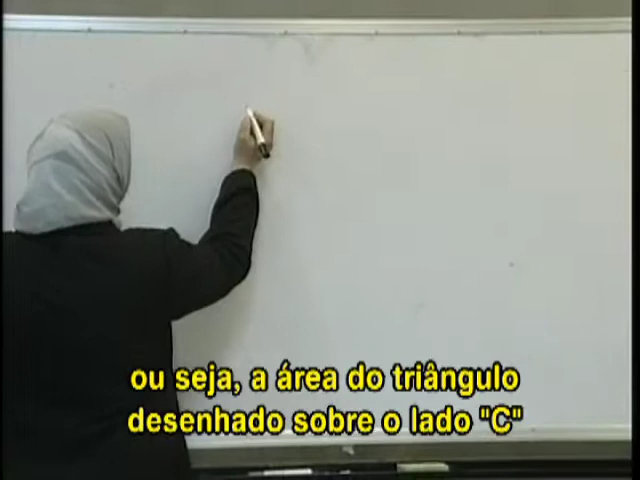 ou seja, a área do triângulo
desenhado sobre o lado "C"